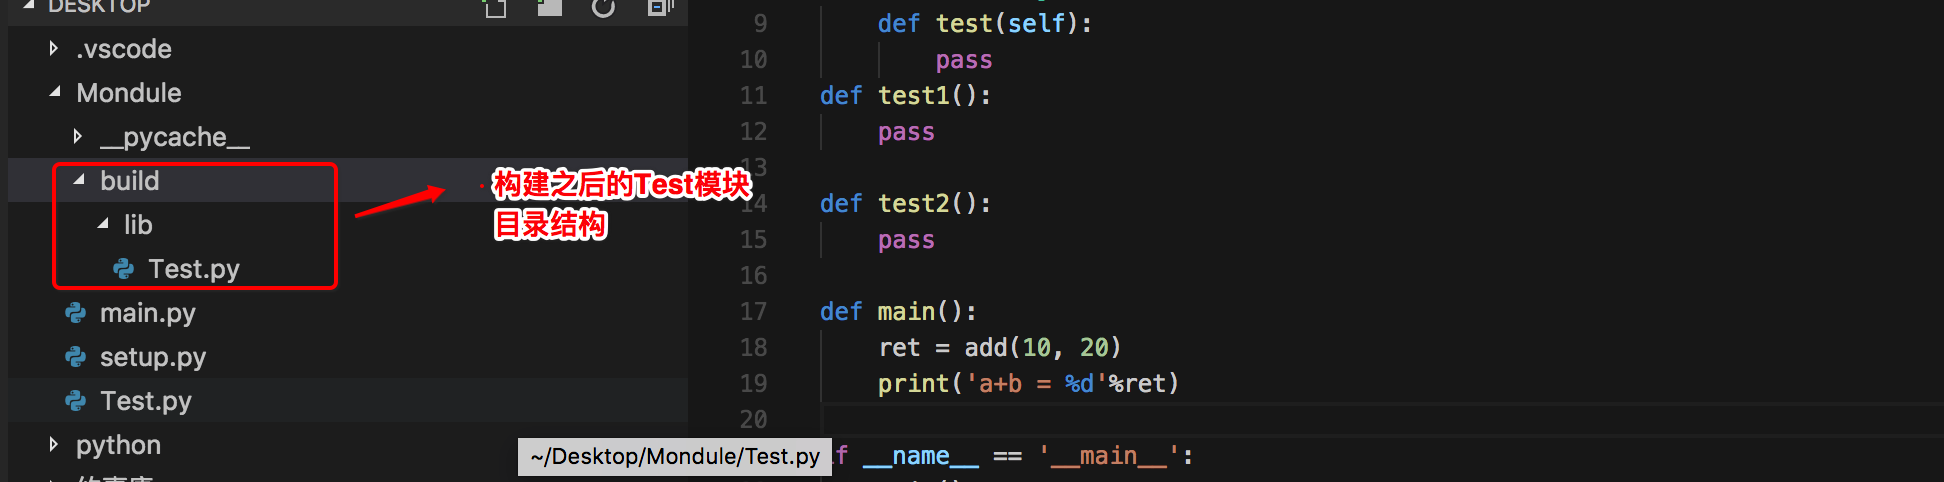 DESKTOP
.vscode
Mondule
__pycache__
build
lib
Test.py
main.py
setup.py
Test.py
python
构建之后的Test模块
目录结构
~/Desktop/Mondule/Test.py
9 def test(self):
10 pass
11 def test1():
12 pass
13
14 def test2():
15 pass
16
17 def main():
18 ret = add(10, 20)
19 print('a+b = %d'%ret)
20
if __name__ == '__main__':